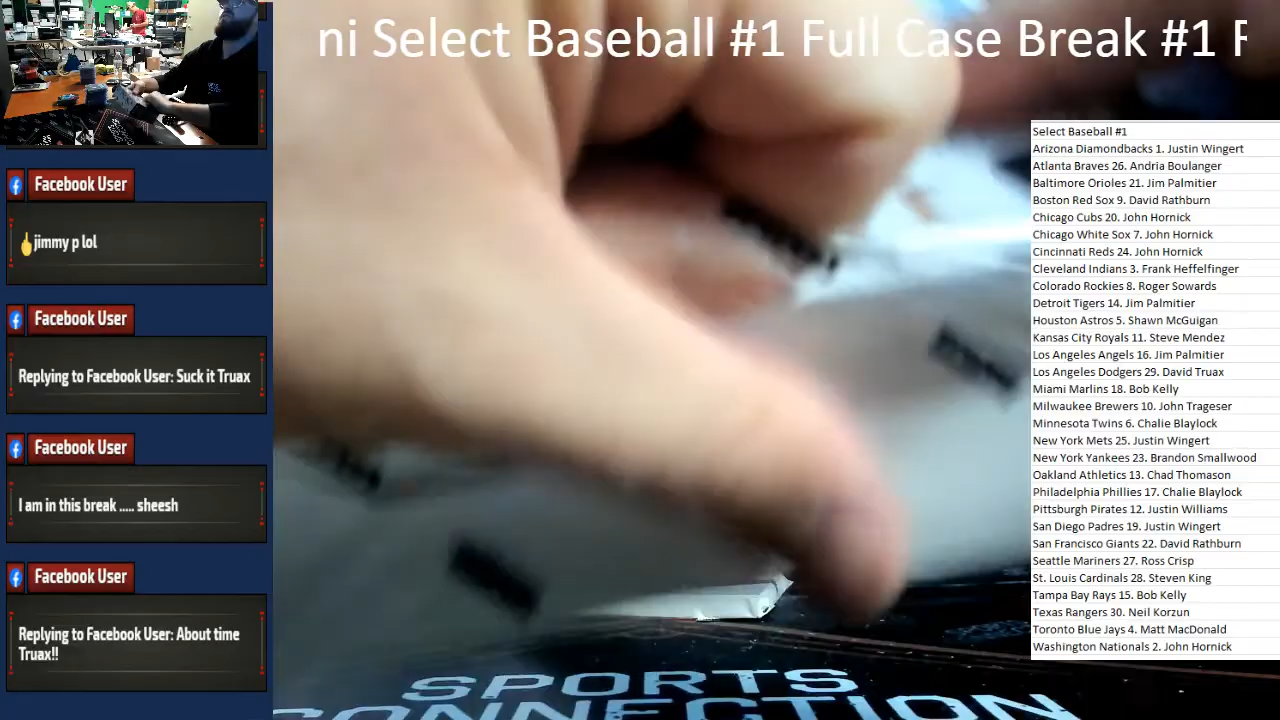 ni Select Baseball #1 Full Case Break #1
Facebook User
🖕jimmy p lol
Facebook User
Replying to Facebook User: Suck it Truax
Facebook User
I am in this break ..... sheesh
Facebook User
Replying to Facebook User: About time
Truax!!
Select Baseball #1
Arizona Diamondbacks 1. Justin Wingert
Atlanta Braves 26. Andria Boulanger
Baltimore Orioles 21. Jim Palmitier
Boston Red Sox 9. David Rathburn
Chicago Cubs 20. John Hornick
Chicago White Sox 7. John Hornick
Cincinnati Reds 24. John Hornick
Cleveland Indians 3. Frank Heffelfinger
Colorado Rockies 8. Roger Sowards
Detroit Tigers 14. Jim Palmitier
Houston Astros 5. Shawn McGuigan
Kansas City Royals 11. Steve Mendez
Los Angeles Angels 16. Jim Palmitier
Los Angeles Dodgers 29. David Truax
Miami Marlins 18. Bob Kelly
Milwaukee Brewers 10. John Trageser
Minnesota Twins 6. Chalie Blaylock
New York Mets 25. Justin Wingert
New York Yankees 23. Brandon Smallwood
Oakland Athletics 13. Chad Thomason
Philadelphia Phillies 17. Chalie Blaylock
Pittsburgh Pirates 12. Justin Williams
San Diego Padres 19. Justin Wingert
San Francisco Giants 22. David Rathburn
Seattle Mariners 27. Ross Crisp
St. Louis Cardinals 28. Steven King
Tampa Bay Rays 15. Bob Kelly
Texas Rangers 30. Neil Korzun
Toronto Blue Jays 4. Matt MacDonald
Washington Nationals 2. John Hornick
SPORTS
CONNECTION